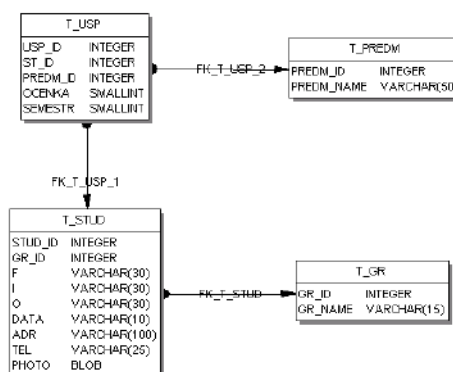 T_USP
USP_ID INTEGER
ST_ID INTEGER
PREDM_ID INTEGER
OCENKA SMALLINT
SEMESTR SMALLINT
FK_T_USP_2
T_PREDM
PREDM_ID INTEGER
PREDM_NAME VARCHAR(50
FK_T_USP_1
T_STUD
STUD_ID INTEGER
GR_ID INTEGER
F VARCHAR(30)
I VARCHAR(30)
O VARCHAR(30)
DATA VARCHAR(10)
ADR VARCHAR(100)
TEL VARCHAR(25)
PHOTO BLOB
FK_T_STUD
T_GR
GR_ID INTEGER
GR_NAME VARCHAR(15)